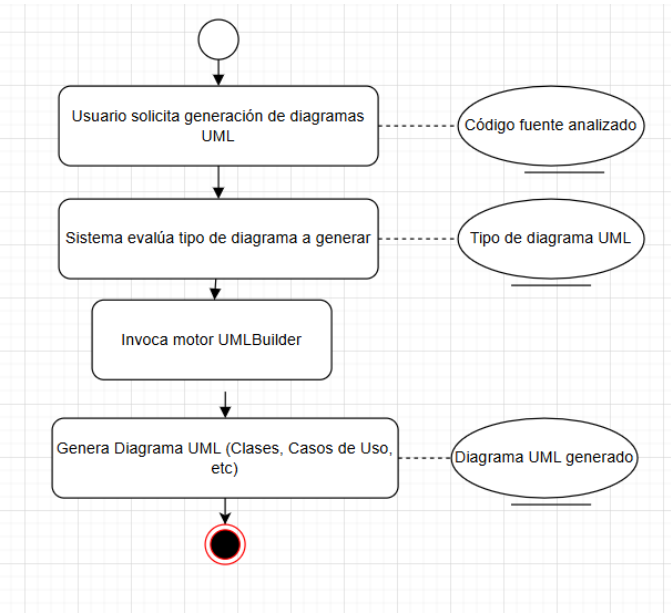 Usuario solicita generación de diagramas
UML
Código fuente analizado
Sistema evalúa tipo de diagrama a generar
Tipo de diagrama UML
Invoca motor UMLBuilder
Genera Diagrama UML (Clases, Casos de Uso,
etc)
Diagrama UML generado